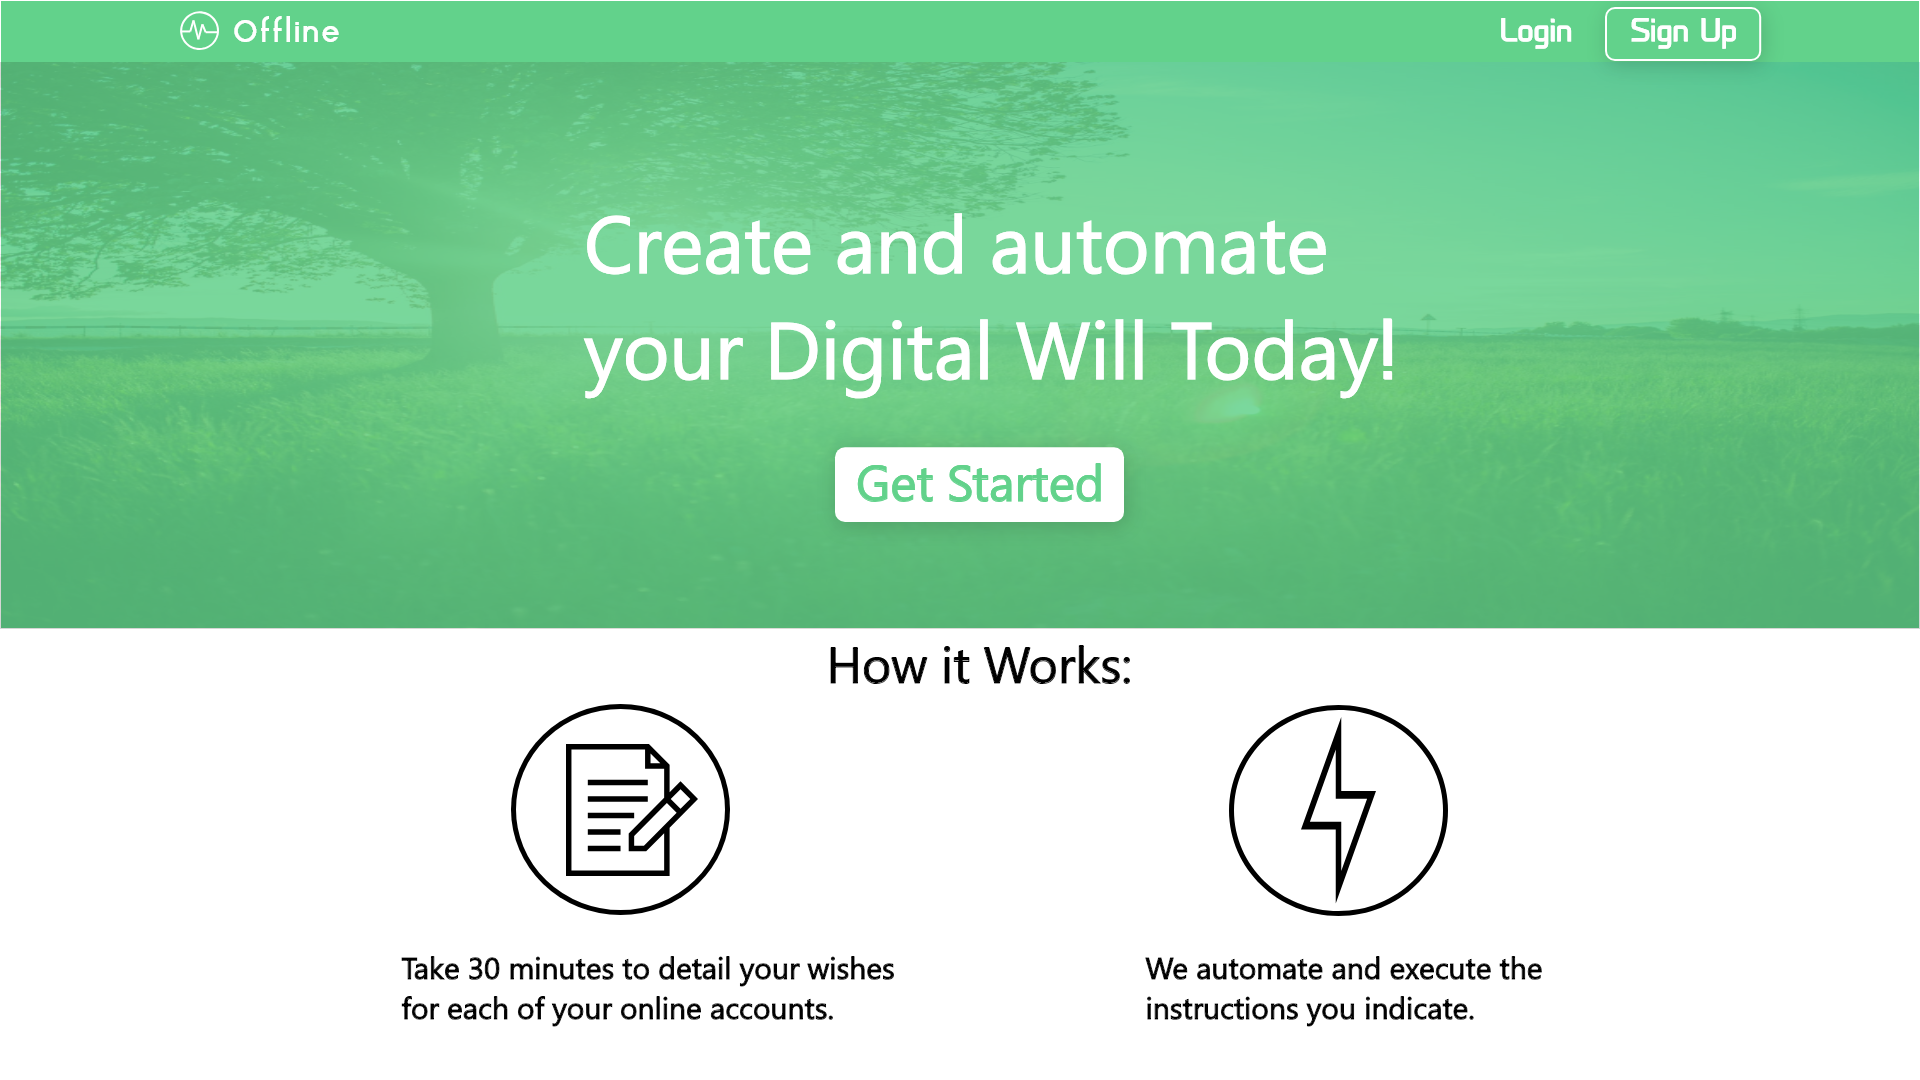 Offline
Login
Sign Up
Create and automate
your Digital Will Today!
Get Started
How it Works:
Take 30 minutes to detail your wishes
for each of your online accounts.
We automate and execute the
instructions you indicate.